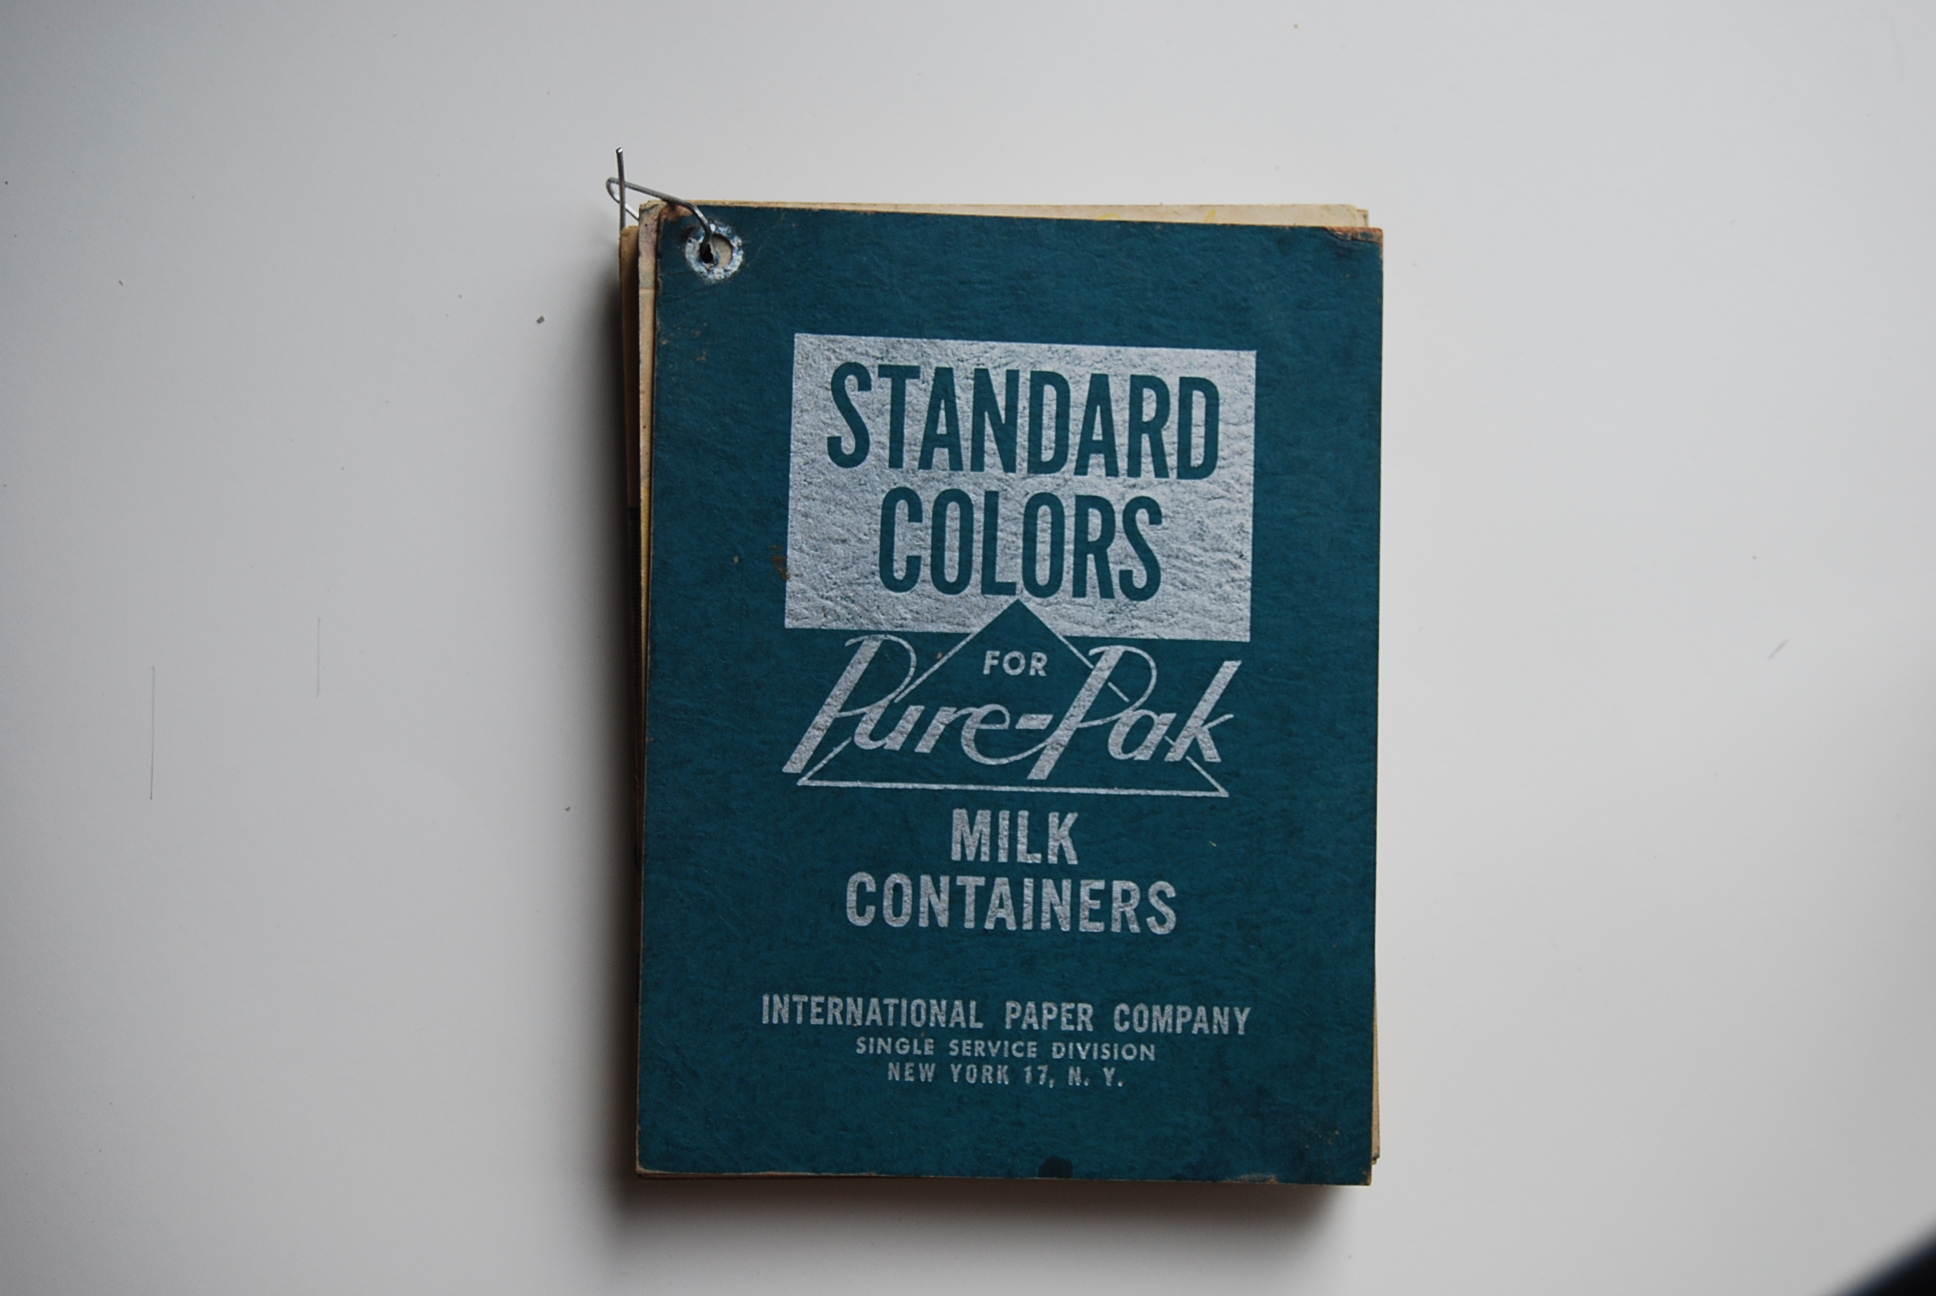 STANDARD
COLORS
FOR
Pure-Pak
MILK
CONTAINERS
INTERNATIONAL PAPER COMPANY
SINGLE SERVICE DIVISION
NEW YORK 17, N. Y.